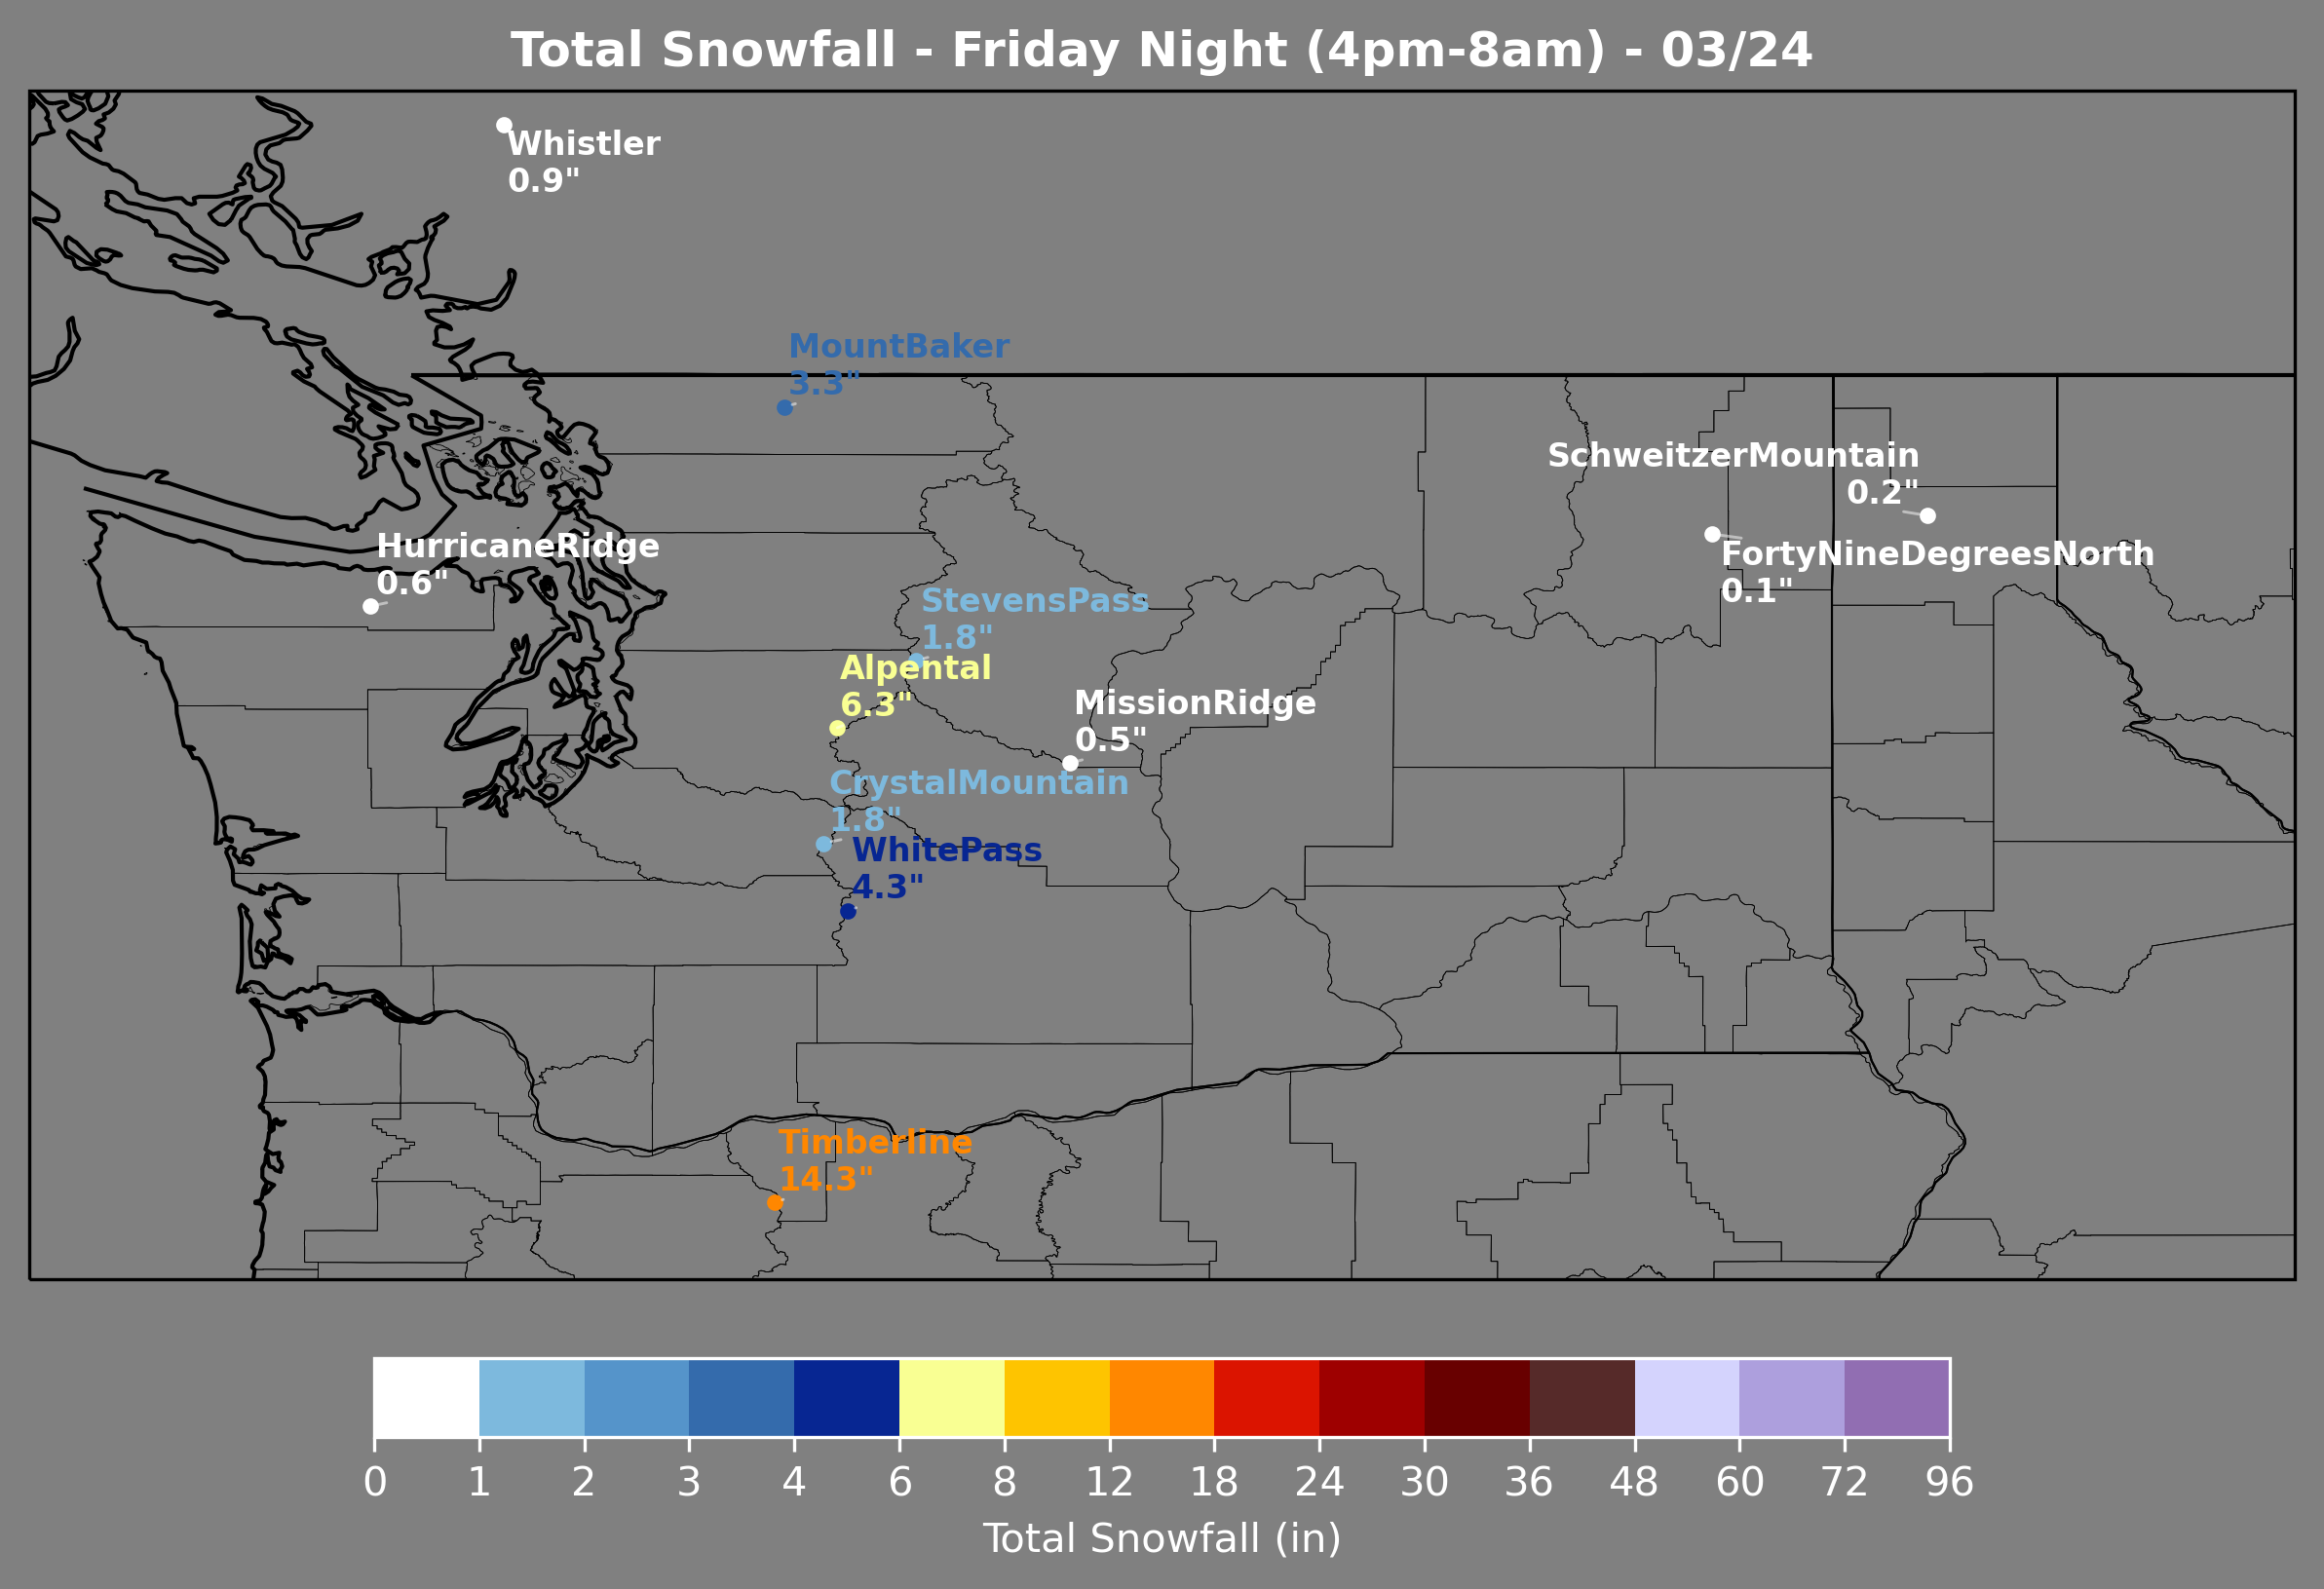 Total Snowfall - Friday Night (4pm-8am) - 03/24
Whistler
0.9"
MountBaker
3.3"
SchweitzerMountain
0.2"
HurricaneRidge
0.6"
FortyNineDegreesNorth
0.1"
StevensPass
1.8"
Alpental
6.3"
MissionRidge
0.5"
CrystalMountain
1.8"
WhitePass
4.3"
Timberline
14.3"
0 1 2 3 4 6 8 12 18 24 30 36 48 60 72 96
Total Snowfall (in)